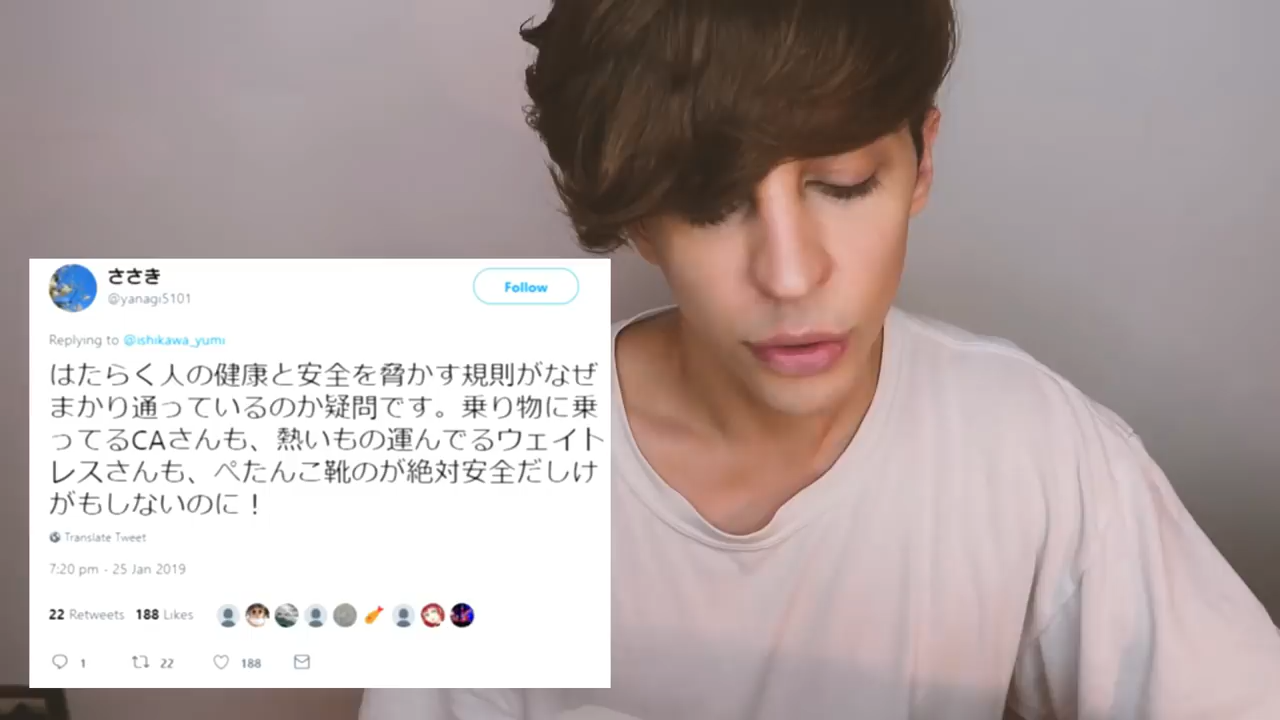 ささき
@yanagi5101
Follow
Replying to @ishikawa_yumi
はたらく人の健康と安全を脅かす規則がなぜ
まかり通っているのか疑問です。乗り物に乗
ってるCAさんも、熱いもの運んでるウェイト
レスさんも、ぺたんこ靴のが絶対安全だしけ
がもしないのに！
Translate Tweet
7:20 pm - 25 Jan 2019
22 Retweets 188 Likes
1 22 188